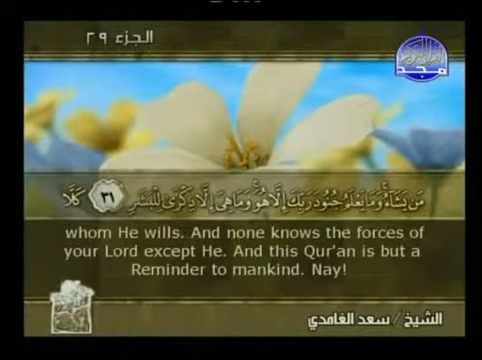 الجزء ٢٩
مجد
مَن يَشَآءُ ۚ وَمَا يَعْلَمُ جُنُودَ رَبِّكَ إِلَّا هُوَ ۚ وَمَا هِىَ إِلَّا ذِكْرَىٰ لِلْبَشَرِ ٣١ كَلَّا
whom He wills. And none knows the forces of
your Lord except He. And this Qur'an is but a
Reminder to mankind. Nay!
الشيخ / سعد الغامدي